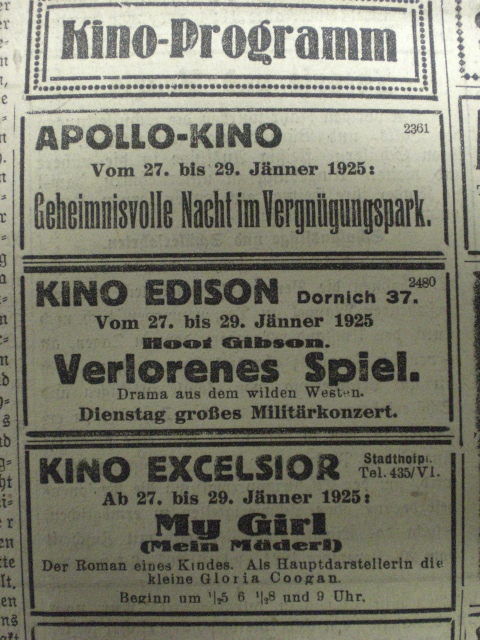 Kino-Programm
APOLLO-KINO 2361
Vom 27. bis 29. Jänner 1925:
Geheimnisvolle Nacht im Vergnügungspark.
KINO EDISON Dornich 37. 2480
Vom 27. bis 29. Jänner 1925
Hoot Gibson.
Verlorenes Spiel.
Drama aus dem wilden Westen.
Dienstag großes Militärkonzert.
KINO EXCELSIOR Stadthofpl.
Tel. 435/VI.
Ab 27. bis 29. Jänner 1925:
My Girl
(Mein Mäderl)
Der Roman eines Kindes. Als Hauptdarstellerin die
kleine Gloria Coogan.
Beginn um ½5 6 ½8 und 9 Uhr.